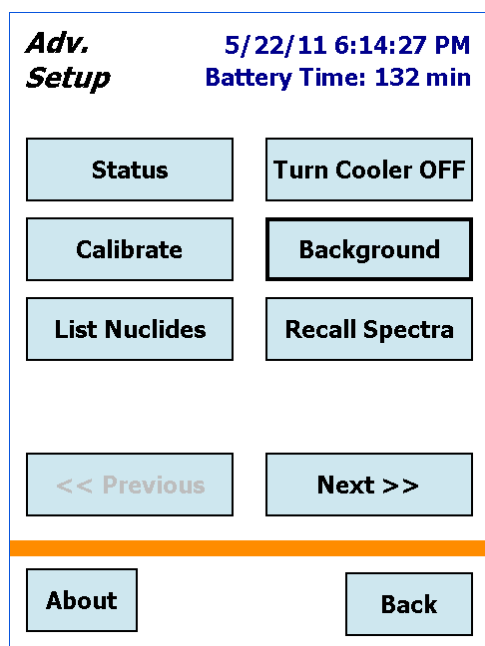 Adv. 5/22/11 6:14:27 PM
Setup Battery Time: 132 min
Status Turn Cooler OFF
Calibrate Background
List Nuclides Recall Spectra
<< Previous Next >>
About Back